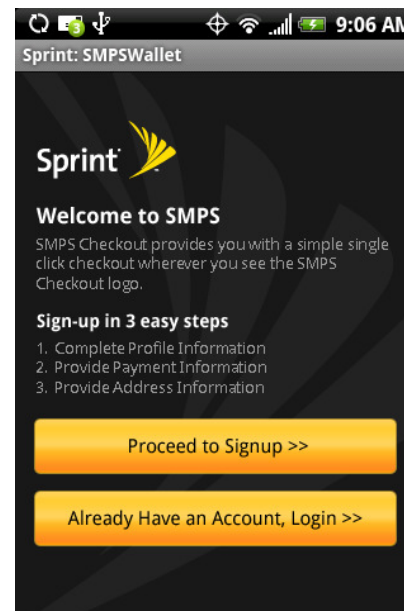 3 9:06 AM
Sprint: SMPSWallet
Sprint
Welcome to SMPS
SMPS Checkout provides you with a simple single
click checkout wherever you see the SMPS
Checkout logo.
Sign-up in 3 easy steps
1. Complete Profile Information
2. Provide Payment Information
3. Provide Address Information
Proceed to Signup >>
Already Have an Account, Login >>